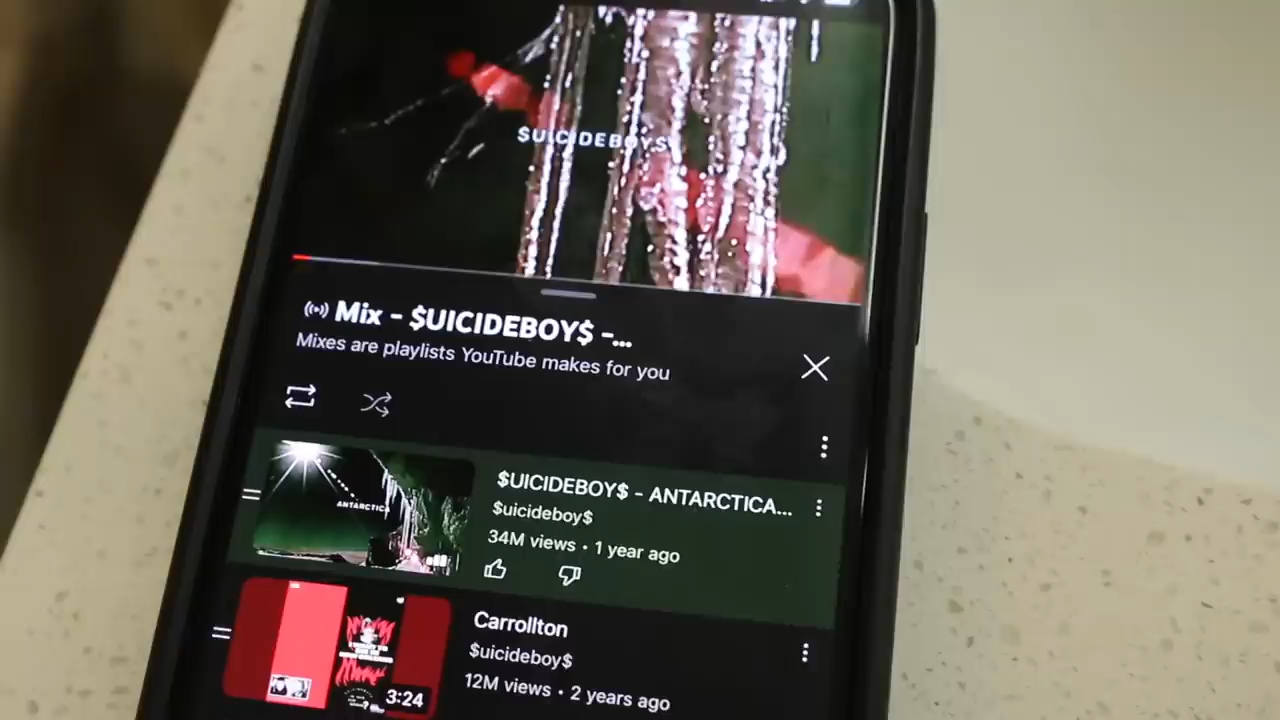 $UICIDEBOY$
Mix - $UICIDEBOY$ -...
Mixes are playlists YouTube makes for you
ANTARCTICA
$UICIDEBOY$ - ANTARCTICA...
$uicideboy$
34M views • 1 year ago
Carrollton
$uicideboy$
12M views • 2 years ago
3:24